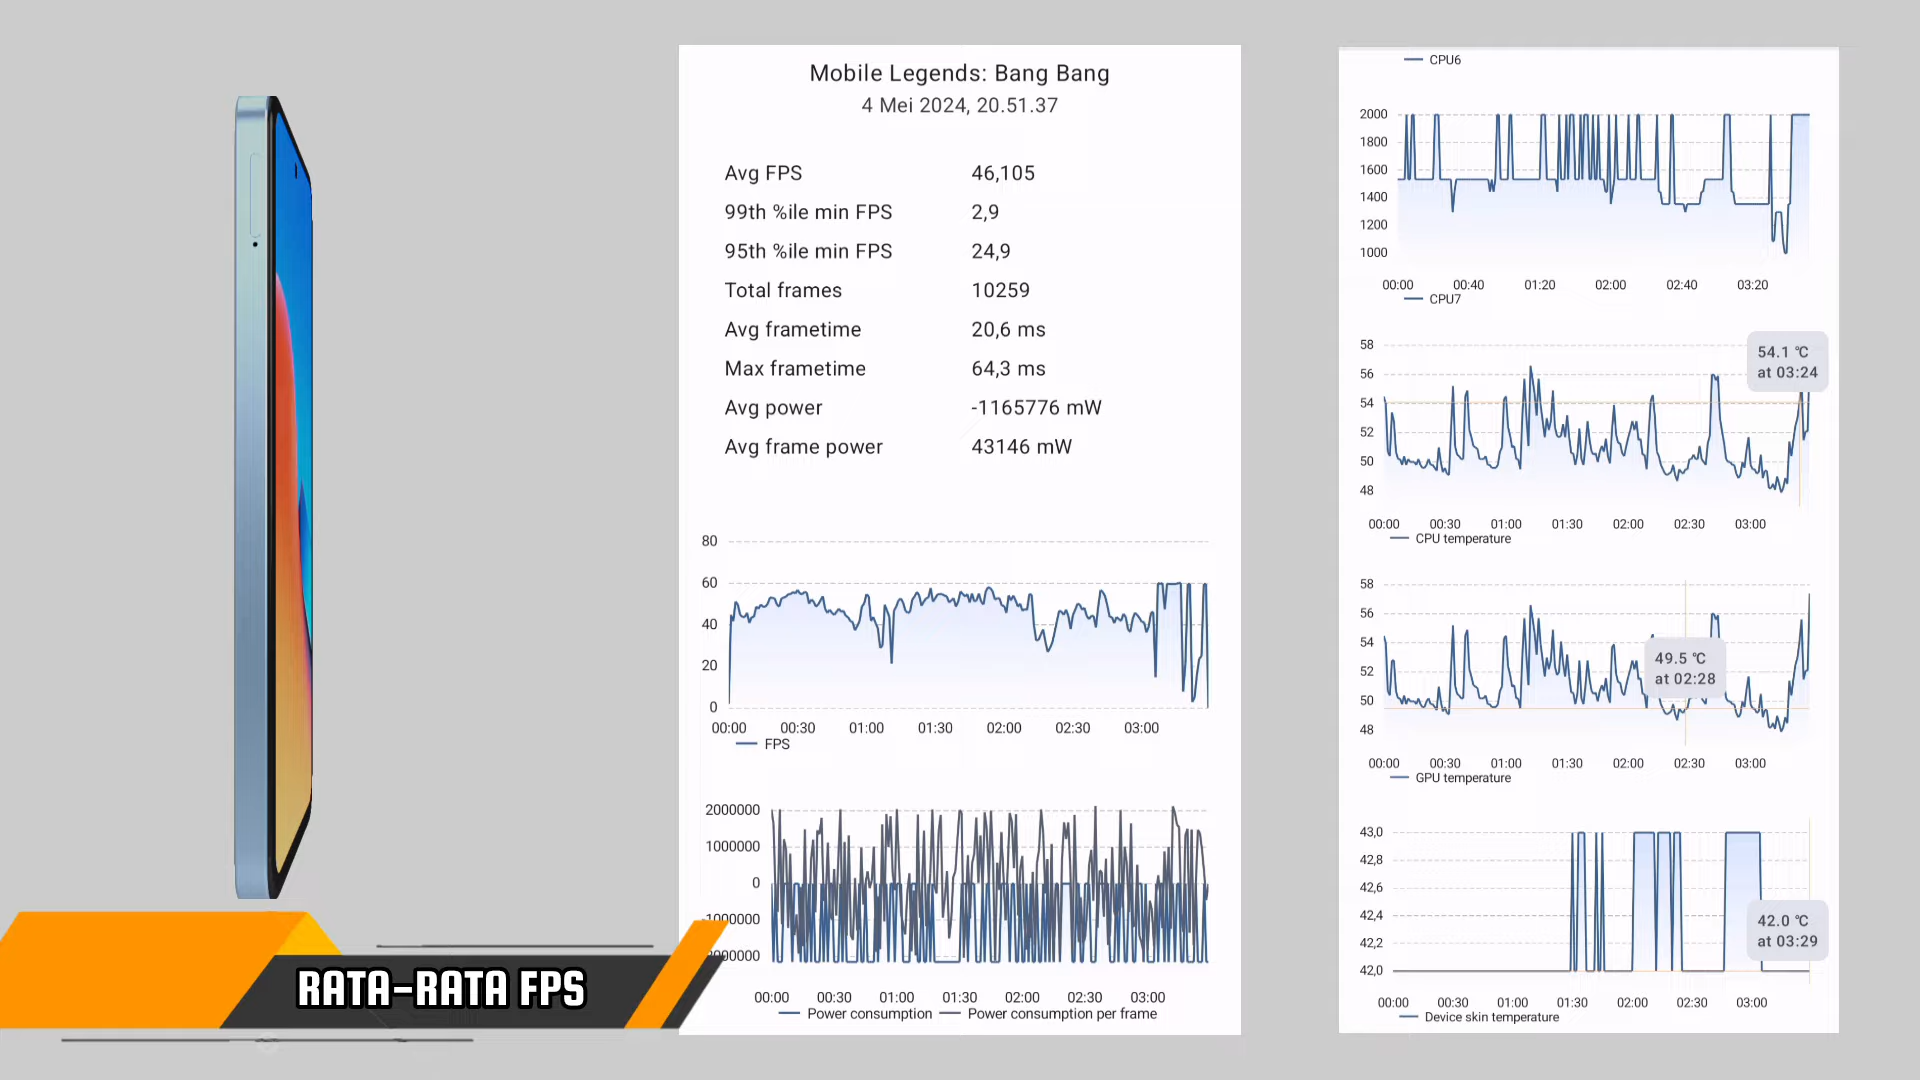 Mobile Legends: Bang Bang
4 Mei 2024, 20.51.37
Avg FPS 46,105
99th %ile min FPS 2,9
95th %ile min FPS 24,9
Total frames 10259
Avg frametime 20,6 ms
Max frametime 64,3 ms
Avg power -1165776 mW
Avg frame power 43146 mW
80
60
40
20
0
00:00 00:30 01:00 01:30 02:00 02:30 03:00
FPS
2000000
1000000
0
-1000000
00:00 00:30 01:00 01:30 02:00 02:30 03:00
Power consumption Power consumption per frame
CPU6
2000
1800
1600
1400
1200
1000
00:00 00:40 01:20 02:00 02:40 03:20
CPU7
58
56
54
52
50
48
54.1 °C
at 03:24
00:00 00:30 01:00 01:30 02:00 02:30 03:00
CPU temperature
58
56
54
52
50
48
49.5 °C
at 02:28
00:00 00:30 01:00 01:30 02:00 02:30 03:00
GPU temperature
43,0
42,8
42,6
42,4
42,2
42,0
42.0 °C
at 03:29
00:00 00:30 01:00 01:30 02:00 02:30 03:00
Device skin temperature
RATA-RATA FPS